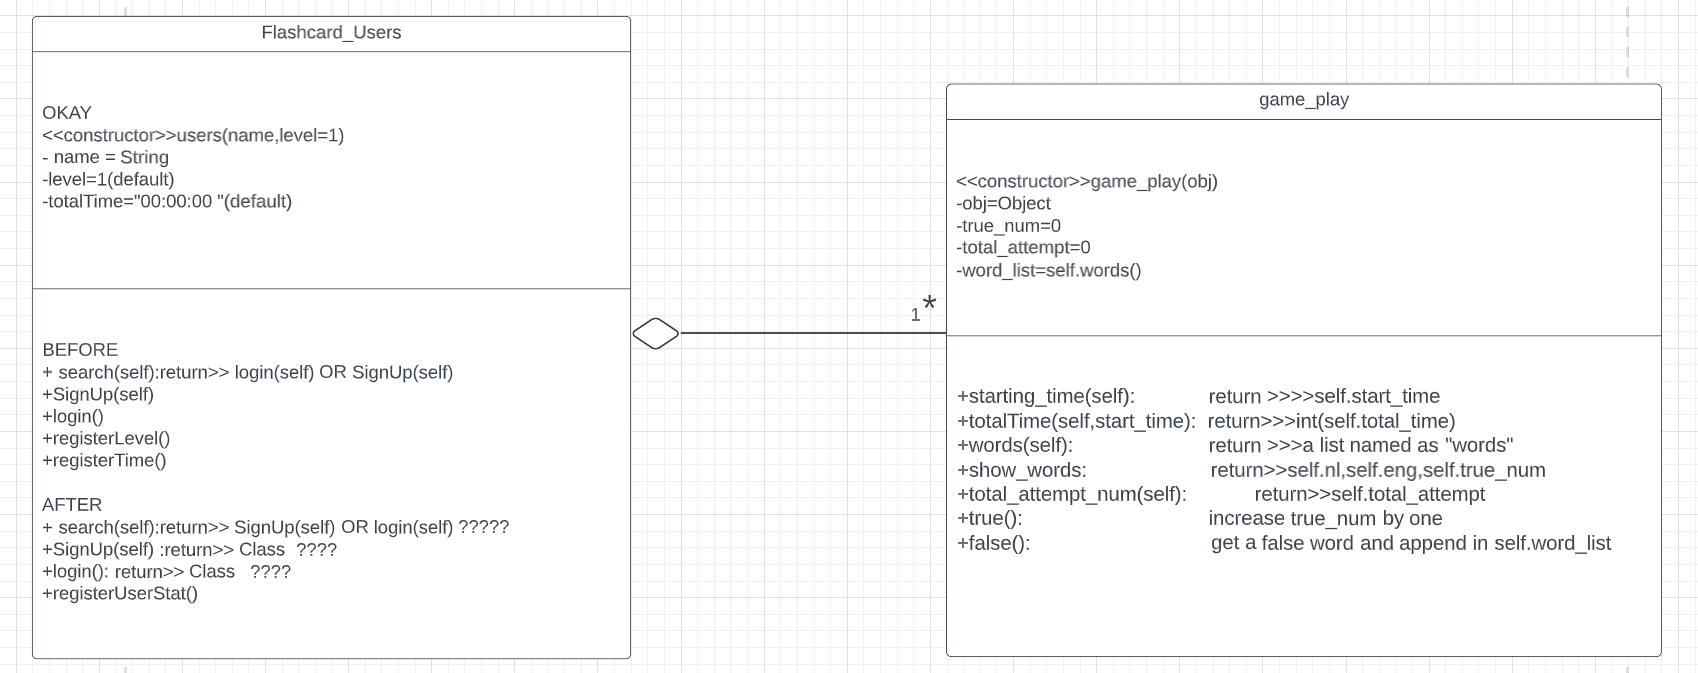 Flashcard_Users
OKAY
<<constructor>>users(name,level=1)
- name = String
-level=1(default)
-totalTime="00:00:00 "(default)
BEFORE
+ search(self):return>> login(self) OR SignUp(self)
+SignUp(self)
+login()
+registerLevel()
+registerTime()
AFTER
+ search(self):return>> SignUp(self) OR login(self) ?????
+SignUp(self) :return>> Class ????
+login(): return>> Class ????
+registerUserStat()
1 *
game_play
<<constructor>>game_play(obj)
-obj=Object
-true_num=0
-total_attempt=0
-word_list=self.words()
+starting_time(self): return >>>>self.start_time
+totalTime(self,start_time): return>>>int(self.total_time)
+words(self): return >>>a list named as "words"
+show_words: return>>self.nl,self.eng,self.true_num
+total_attempt_num(self): return>>self.total_attempt
+true(): increase true_num by one
+false(): get a false word and append in self.word_list